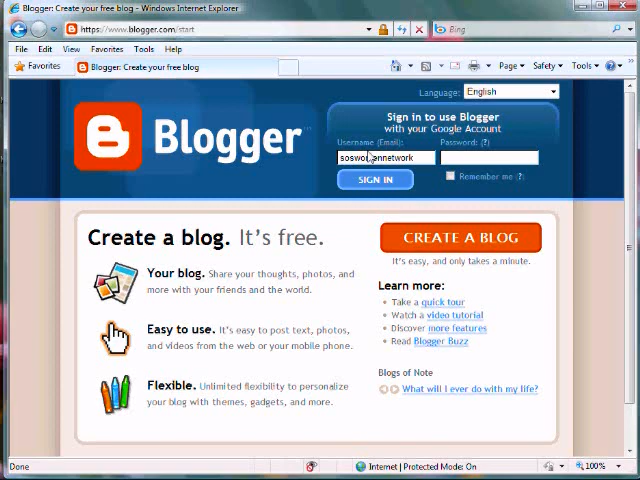 Blogger: Create your free blog - Windows Internet Explorer
https://www.blogger.com/start
Bing
File Edit View Favorites Tools Help
Favorites
Blogger: Create your free blog
Page
Safety
Tools
Language: English
Blogger
Sign in to use Blogger
with your Google Account
Username (Email):
Password: (?)
SIGN IN
Remember me (?)
Create a blog. It's free.
CREATE A BLOG
It's easy, and only takes a minute.
Your blog. Share your thoughts, photos, and
more with your friends and the world.
Easy to use. It's easy to post text, photos,
and videos from the web or your mobile phone.
Flexible. Unlimited flexibility to personalize
your blog with themes, gadgets, and more.
Learn more:
Take a quick tour
Watch a video tutorial
Discover more features
Read Blogger Buzz
Blogs of Note
What will I ever do with my life?
Done
Internet | Protected Mode: On
100%